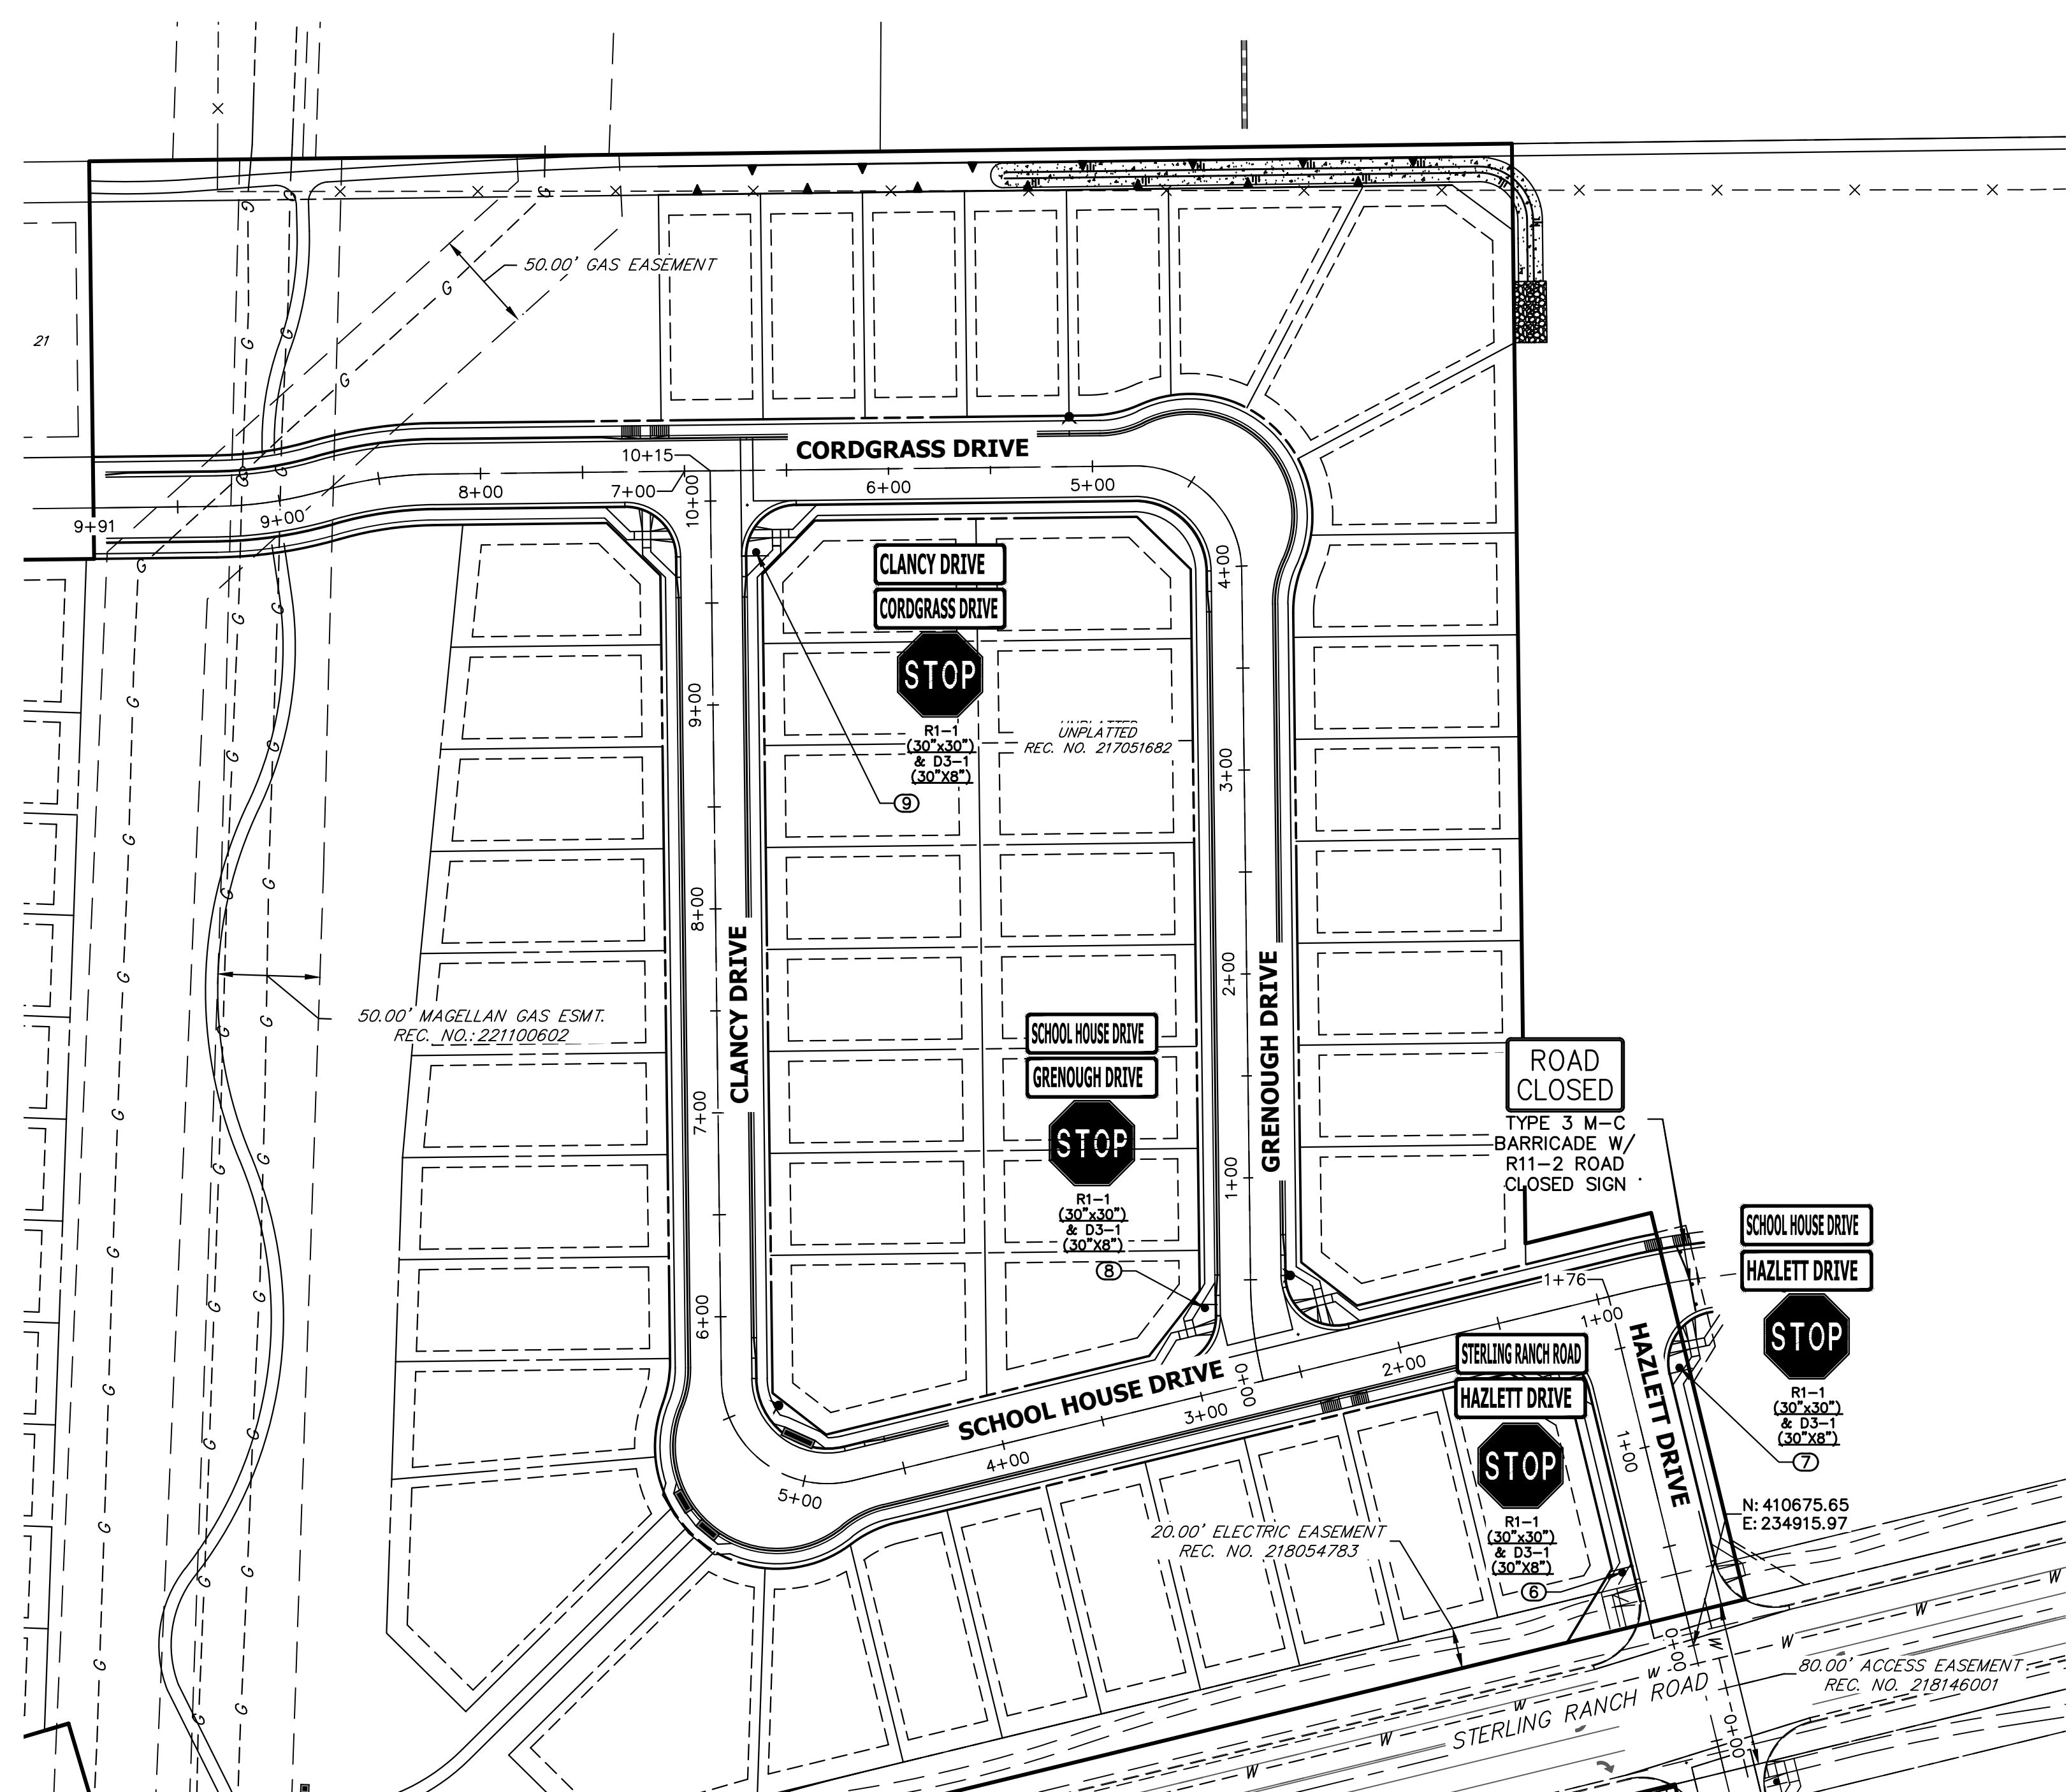 50.00' GAS EASEMENT
21
CORDGRASS DRIVE
10+15
8+00
7+00
6+00
5+00
10+00
9+91
9+00
4+00
CLANCY DRIVE
CORDGRASS DRIVE
STOP
R1-1
(30"x30")
& D3-1
(30"X8")
9
UNPLATTED
REC. NO. 217051682
9+00
3+00
8+00
2+00
CLANCY DRIVE
GRENOUGH DRIVE
50.00' MAGELLAN GAS ESMT.
REC. NO.: 221100602
SCHOOL HOUSE DRIVE
GRENOUGH DRIVE
STOP
R1-1
(30"x30")
& D3-1
(30"X8")
8
7+00
1+00
ROAD
CLOSED
TYPE 3 M-C
BARRICADE W/
R11-2 ROAD
CLOSED SIGN
SCHOOL HOUSE DRIVE
HAZLETT DRIVE
STOP
R1-1
(30"x30")
& D3-1
(30"X8")
7
6+00
1+76
1+00
HAZLETT DRIVE
STERLING RANCH ROAD
HAZLETT DRIVE
STOP
R1-1
(30"x30")
& D3-1
(30"X8")
6
0+00
2+00
SCHOOL HOUSE DRIVE
3+00
4+00
5+00
1+00
N: 410675.65
E: 234915.97
20.00' ELECTRIC EASEMENT
REC. NO. 218054783
0+00
80.00' ACCESS EASEMENT
REC. NO. 218146001
STERLING RANCH ROAD
-0+00
G
W